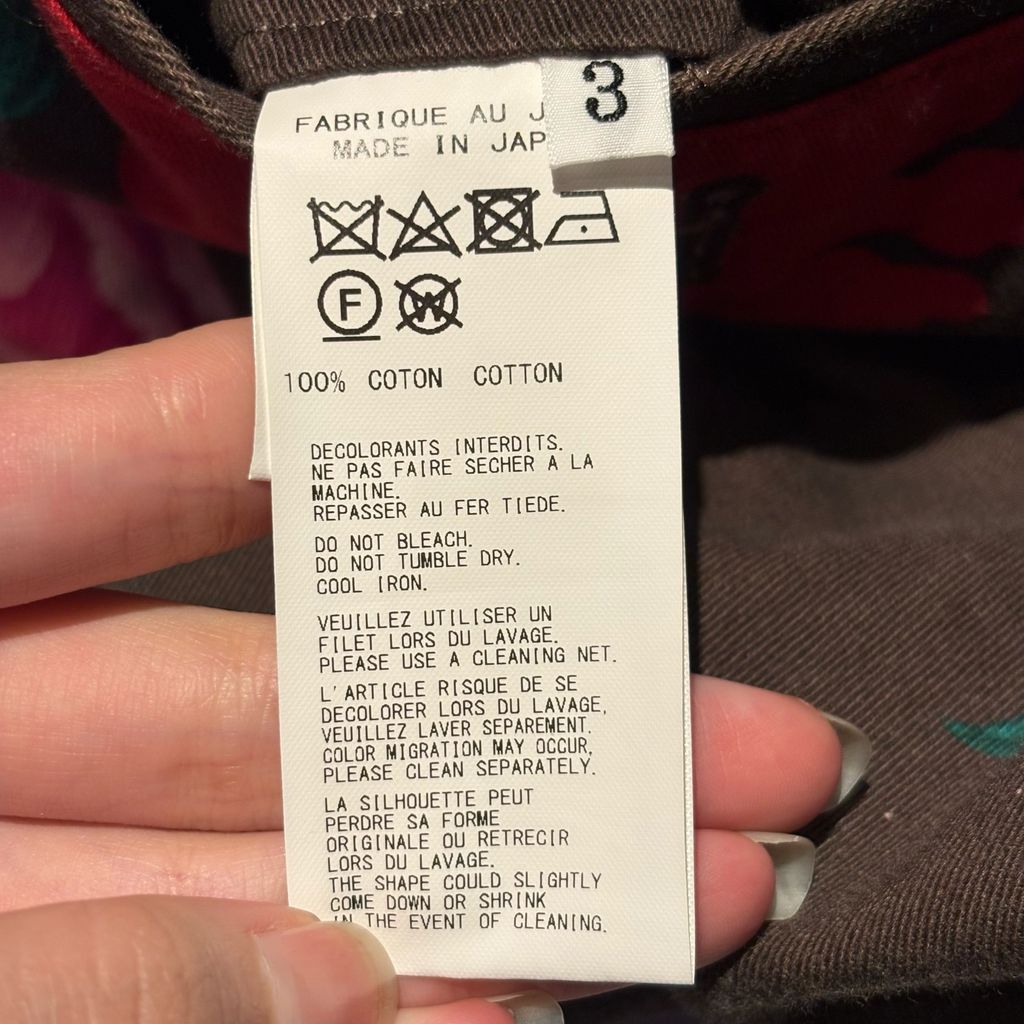 3
FABRIQUE AU J
MADE IN JAP
F
W
100% COTON COTTON
DECOLORANTS INTERDITS.
NE PAS FAIRE SECHER A LA
MACHINE.
REPASSER AU FER TIEDE.
DO NOT BLEACH.
DO NOT TUMBLE DRY.
COOL IRON.
VEUILLEZ UTILISER UN
FILET LORS DU LAVAGE.
PLEASE USE A CLEANING NET.
L'ARTICLE RISQUE DE SE
DECOLORER LORS DU LAVAGE,
VEUILLEZ LAVER SEPAREMENT.
COLOR MIGRATION MAY OCCUR,
PLEASE CLEAN SEPARATELY.
LA SILHOUETTE PEUT
PERDRE SA FORME
ORIGINALE OU RETRECIR
LORS DU LAVAGE.
THE SHAPE COULD SLIGHTLY
COME DOWN OR SHRINK
IN THE EVENT OF CLEANING.